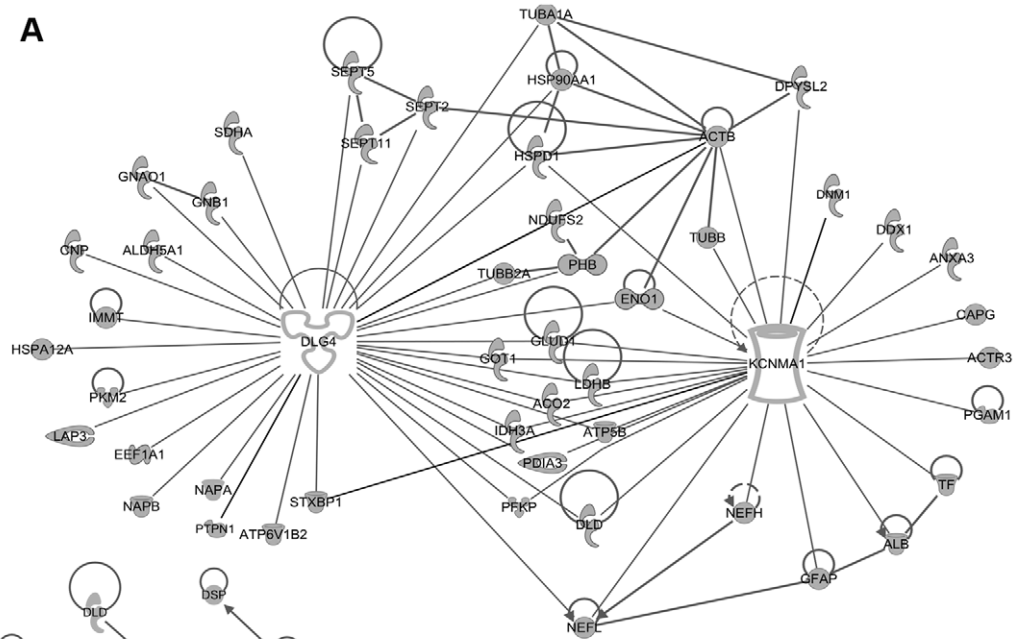 A
TUBA1A
SEPT5
HSP90AA1
DPYSL2
SEPT2
SDHA
ACTB
SEPT11
HSPD1
GNAO1
DNM1
GNB1
NDUFS2
DDX1
TUBB
CNP
ALDH5A1
ANXA3
PHB
TUBB2A
ENO1
IMMT
CAPG
DLG4
GLUD1
HSPA12A
GOT1
ACTR3
KCNMA1
LDHB
PKM2
ACO2
PGAM1
LAP3
IDH3A
ATP5B
EEF1A1
PDIA3
NAPA
TF
STXBP1
NAPB
PFKP
NEFH
PTPN1
DLD
ATP6V1B2
ALB
GFAP
DSP
DLD
NEFL